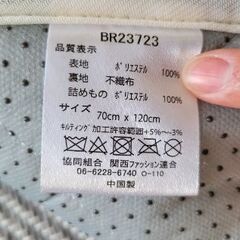 BR23723
品質表示
表地 ポリエステル 100%
裏地 不織布
詰めもの ポリエステル 100%
サイズ 70cm x 120cm
キルティング 加工許容範囲+5%~-3%
協同組合 関西ファッション連合
06-6228-6740 O-110
中国製